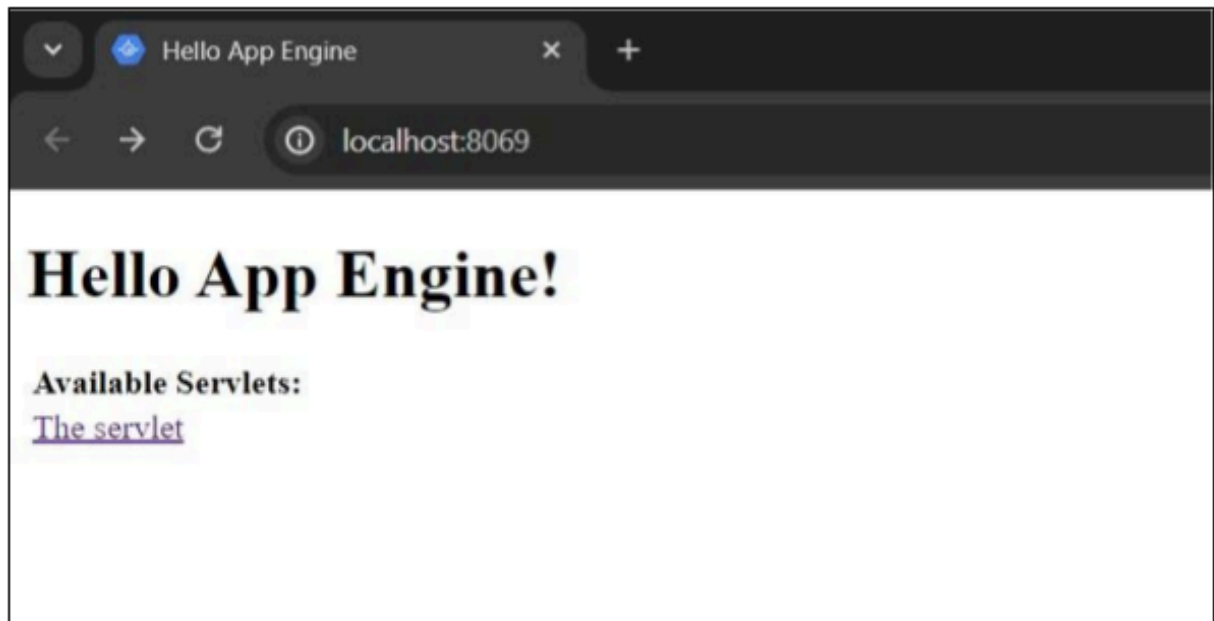 Hello App Engine
localhost:8069
Hello App Engine!
Available Servlets:
The servlet